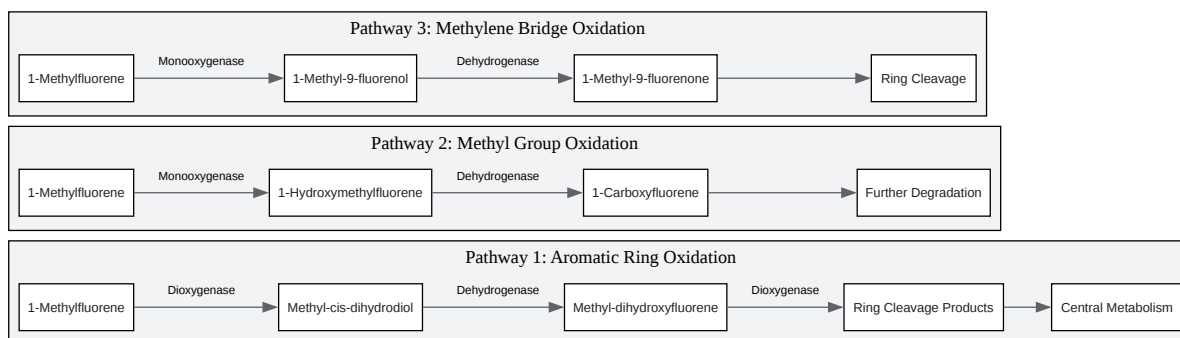 Pathway 3: Methylene Bridge Oxidation
1-Methylfluorene
Monooxygenase
1-Methyl-9-fluorenol
Dehydrogenase
1-Methyl-9-fluorenone
Ring Cleavage
Pathway 2: Methyl Group Oxidation
1-Methylfluorene
Monooxygenase
1-Hydroxymethylfluorene
Dehydrogenase
1-Carboxyfluorene
Further Degradation
Pathway 1: Aromatic Ring Oxidation
1-Methylfluorene
Dioxygenase
Methyl-cis-dihydrodiol
Dehydrogenase
Methyl-dihydroxyfluorene
Dioxygenase
Ring Cleavage Products
Central Metabolism